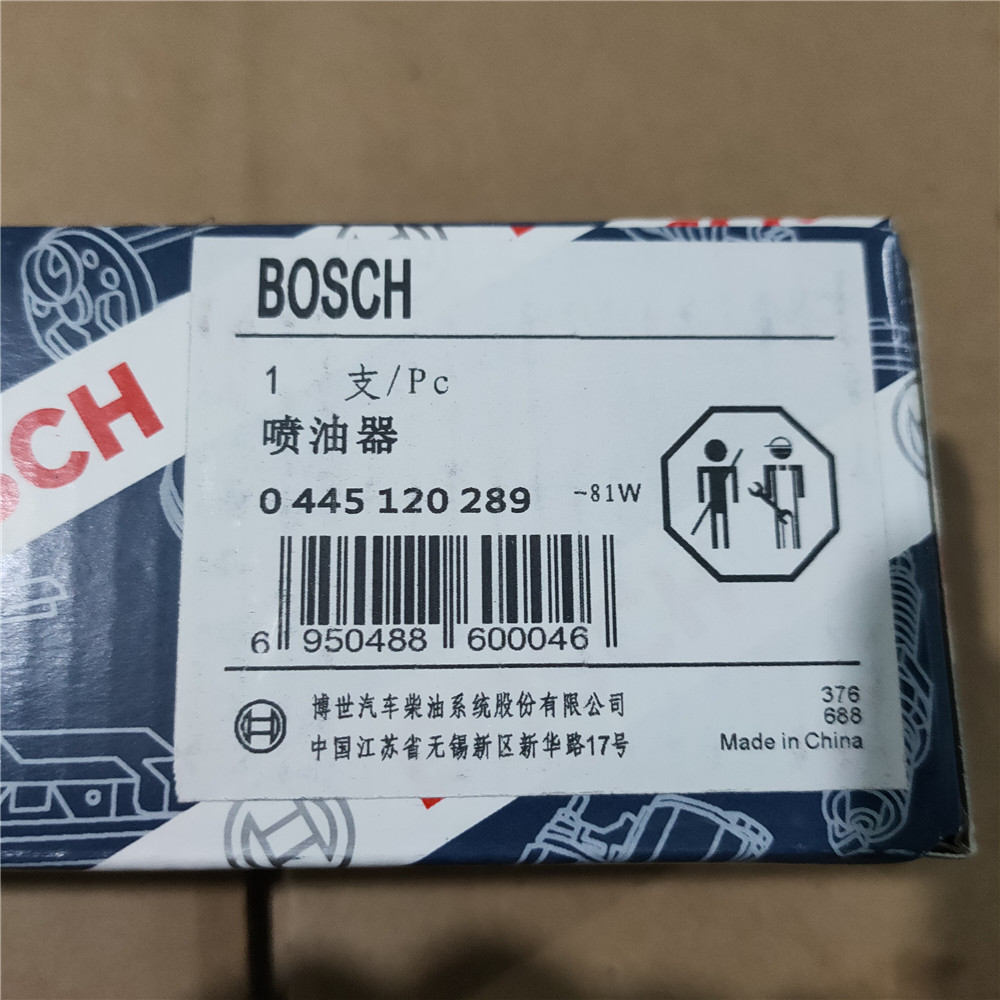 BOSCH
1 支/Pc
喷油器
0 445 120 289 -81W
6 950488 600046
博世汽车柴油系统股份有限公司
中国江苏省无锡新区新华路17号
376
688
Made in China
SCH